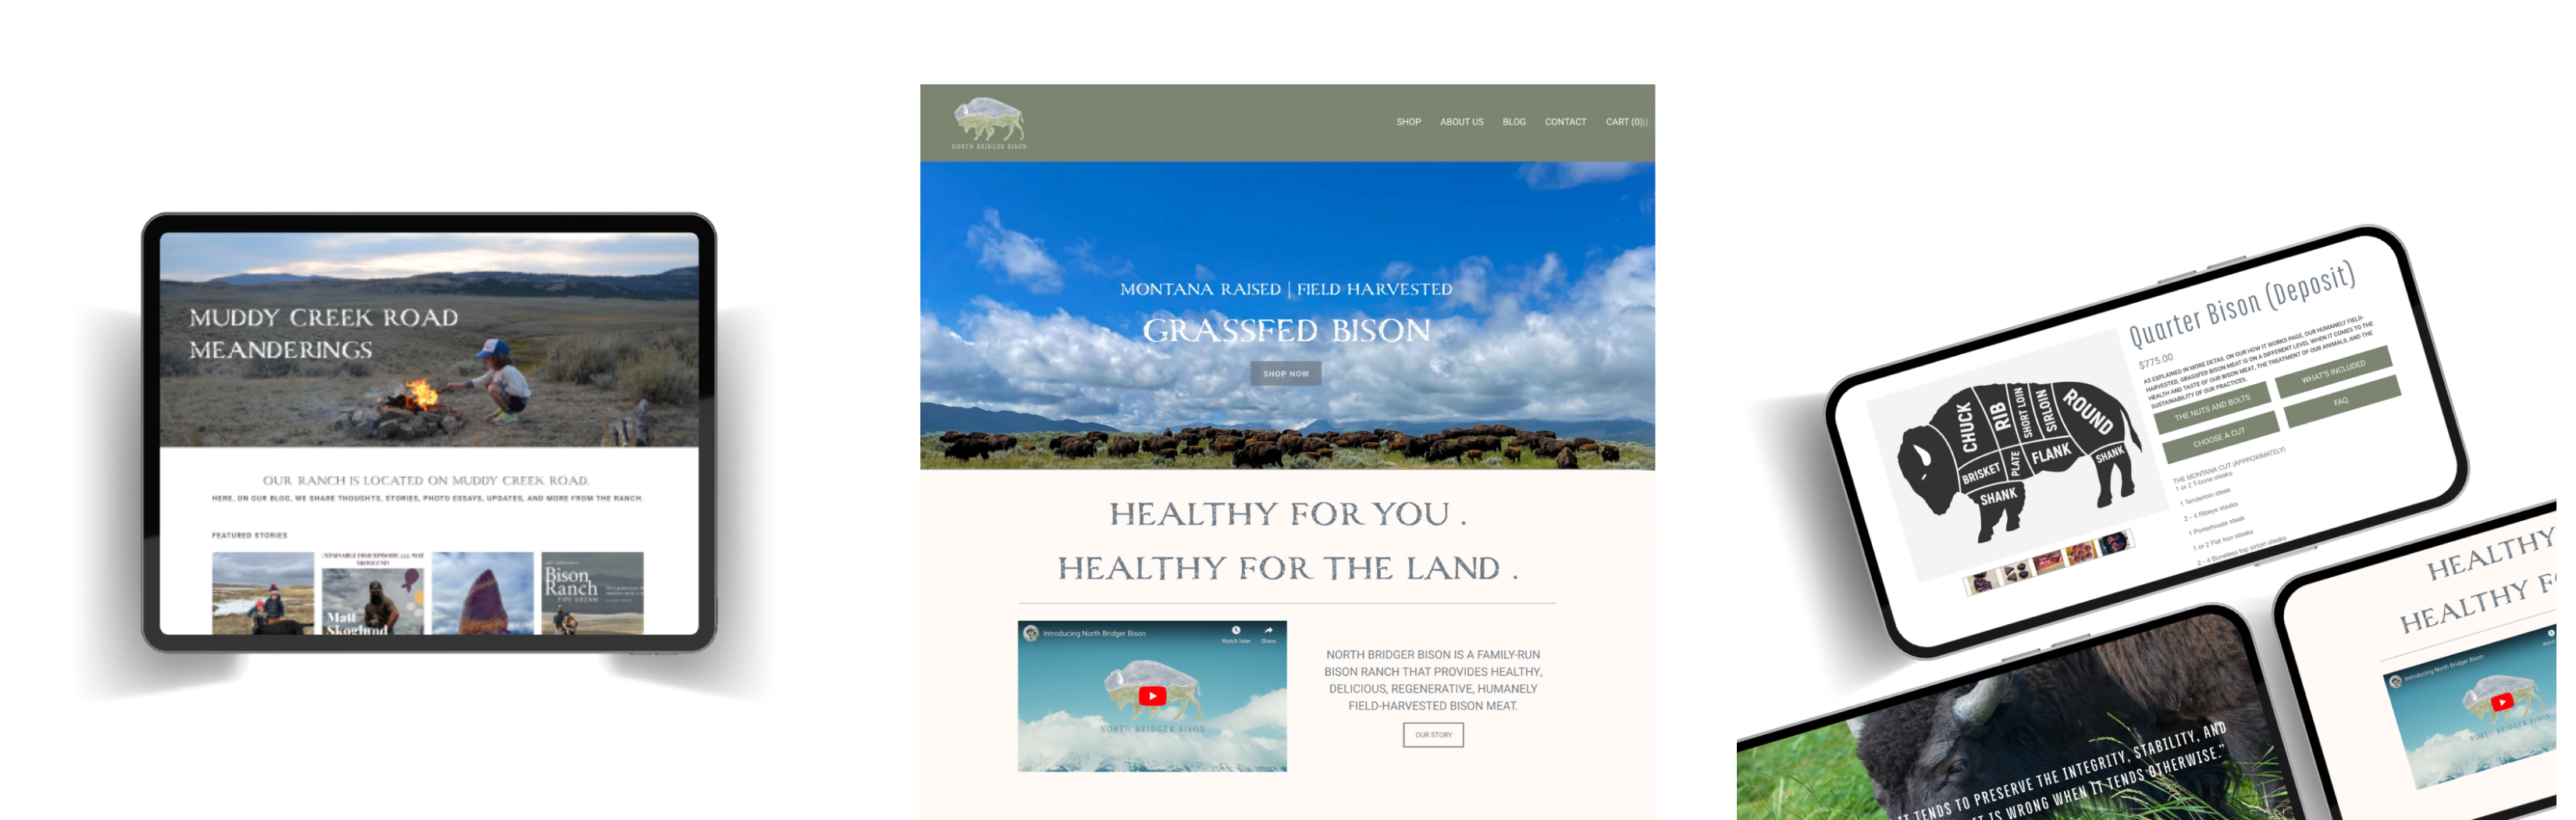 MUDDY CREEK ROAD
MEANDERINGS
OUR RANCH IS LOCATED ON MUDDY CREEK ROAD.
HERE, ON OUR BLOG, WE SHARE THOUGHTS, STORIES, PHOTO ESSAYS, UPDATES, AND MORE FROM THE RANCH.
FEATURED STORIES
Matt
Skoglund
Bison
Ranch
NORTH BRIDGER BISON
SHOP ABOUT US BLOG CONTACT CART (0)
MONTANA RAISED | FIELD HARVESTED
GRASSFED BISON
SHOP NOW
HEALTHY FOR YOU .
HEALTHY FOR THE LAND .
Introducing North Bridger Bison
Watch later Share
NORTH BRIDGER BISON
NORTH BRIDGER BISON IS A FAMILY-RUN
BISON RANCH THAT PROVIDES HEALTHY,
DELICIOUS, REGENERATIVE, HUMANELY
FIELD-HARVESTED BISON MEAT.
OUR STORY
Quarter Bison (Deposit)
$775.00
AS EXPLAINED IN MORE DETAIL ON OUR HOW IT WORKS PAGE, OUR HUMANELY FIELD-
HARVESTED, GRASSFED BISON MEAT IS ON A DIFFERENT LEVEL WHEN IT COMES TO THE
HEALTH AND TASTE OF OUR BISON MEAT, THE TREATMENT OF OUR ANIMALS, AND THE
SUSTAINABILITY OF OUR PRACTICES.
THE NUTS AND BOLTS
WHAT'S INCLUDED
CHOOSE A CUT
FAQ
THE MONTANA CUT (APPROXIMATELY)
1 or 2 T-bone steaks
1 Tenderloin steak
2 - 4 Ribeye steaks
1 Porterhouse steak
1 or 2 Flat Iron steaks
2 - 4 Boneless top sirloin steaks
CHUCK
RIB
SHORT LOIN
SIRLOIN
ROUND
BRISKET
PLATE
FLANK
SHANK
SHANK
IT TENDS TO PRESERVE THE INTEGRITY, STABILITY, AND
IT IS WRONG WHEN IT TENDS OTHERWISE."
HEALTHY
HEALTHY F
Introducing North Bridger Bison
NORTH BRIDGER BISON